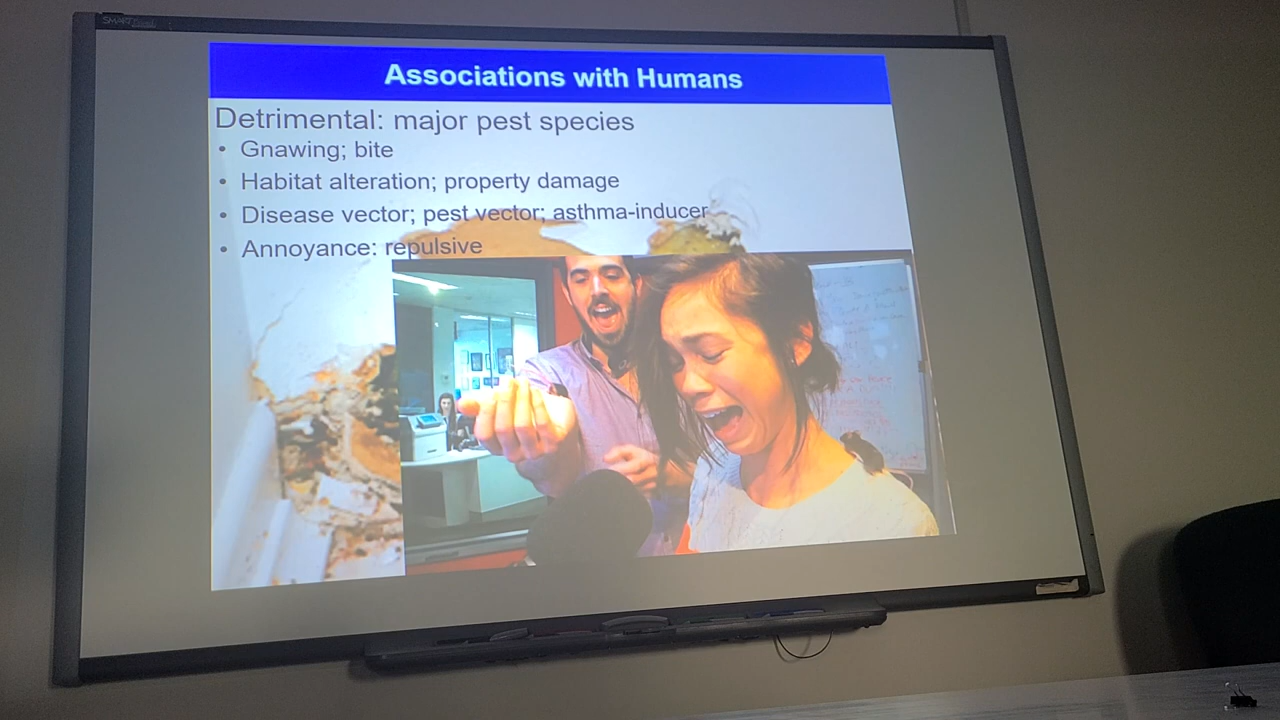 SMART
Associations with Humans
Detrimental: major pest species
• Gnawing; bite
• Habitat alteration; property damage
• Disease vector; pest vector; asthma-inducer
• Annoyance: repulsive